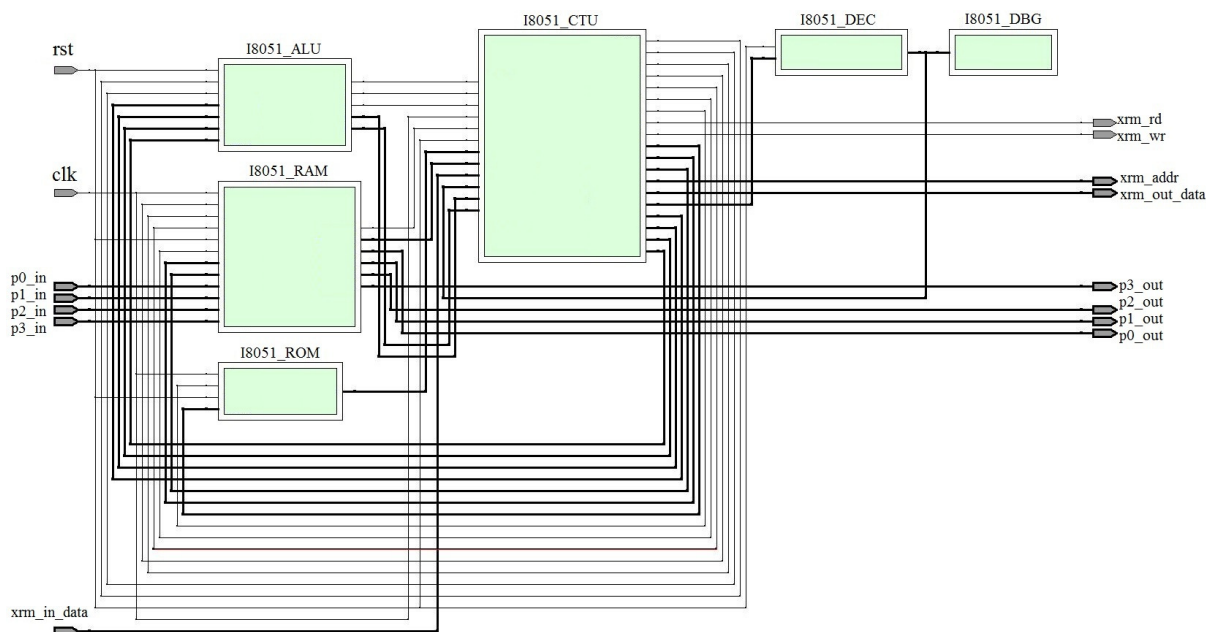 I8051_CTU
I8051_DEC
I8051_DBG
rst
I8051_ALU
xrm_rd
xrm_wr
I8051_RAM
clk
xrm_addr
xrm_out_data
p0_in
p1_in
p2_in
p3_in
p3_out
p2_out
p1_out
p0_out
I8051_ROM
xrm_in_data